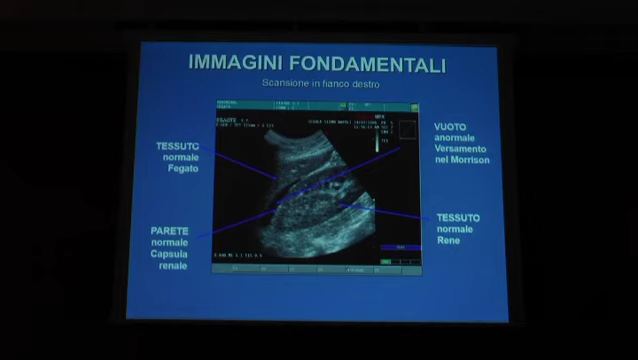 IMMAGINI FONDAMENTALI
Scansione in fianco destro
TESSUTO
normale
Fegato
VUOTO
anormale
Versamento
nel Morrison
PARETE
normale
Capsula
renale
TESSUTO
normale
Rene